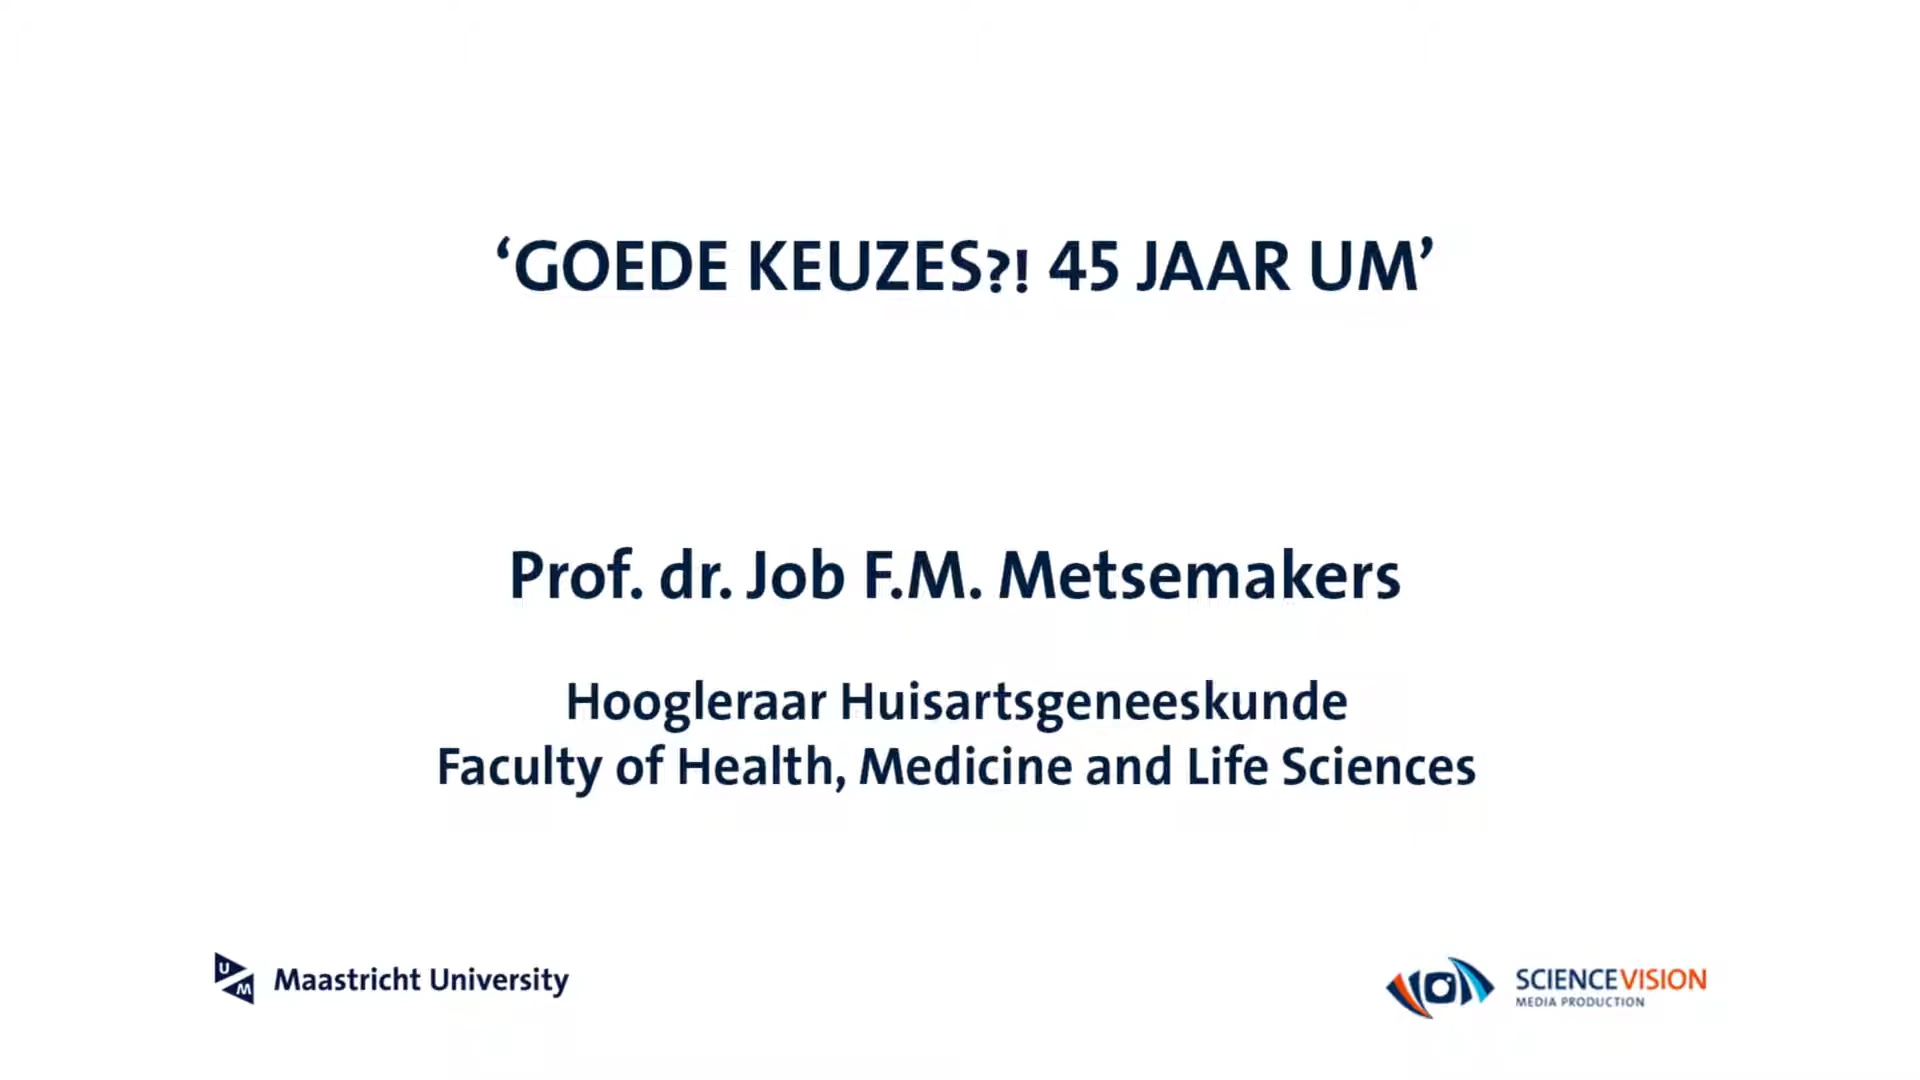 ‘GOEDE KEUZES?! 45 JAAR UM’
Prof. dr. Job F.M. Metsemakers
Hoogleraar Huisartsgeneeskunde
Faculty of Health, Medicine and Life Sciences
UM Maastricht University
SCIENCEVISION
MEDIA PRODUCTION